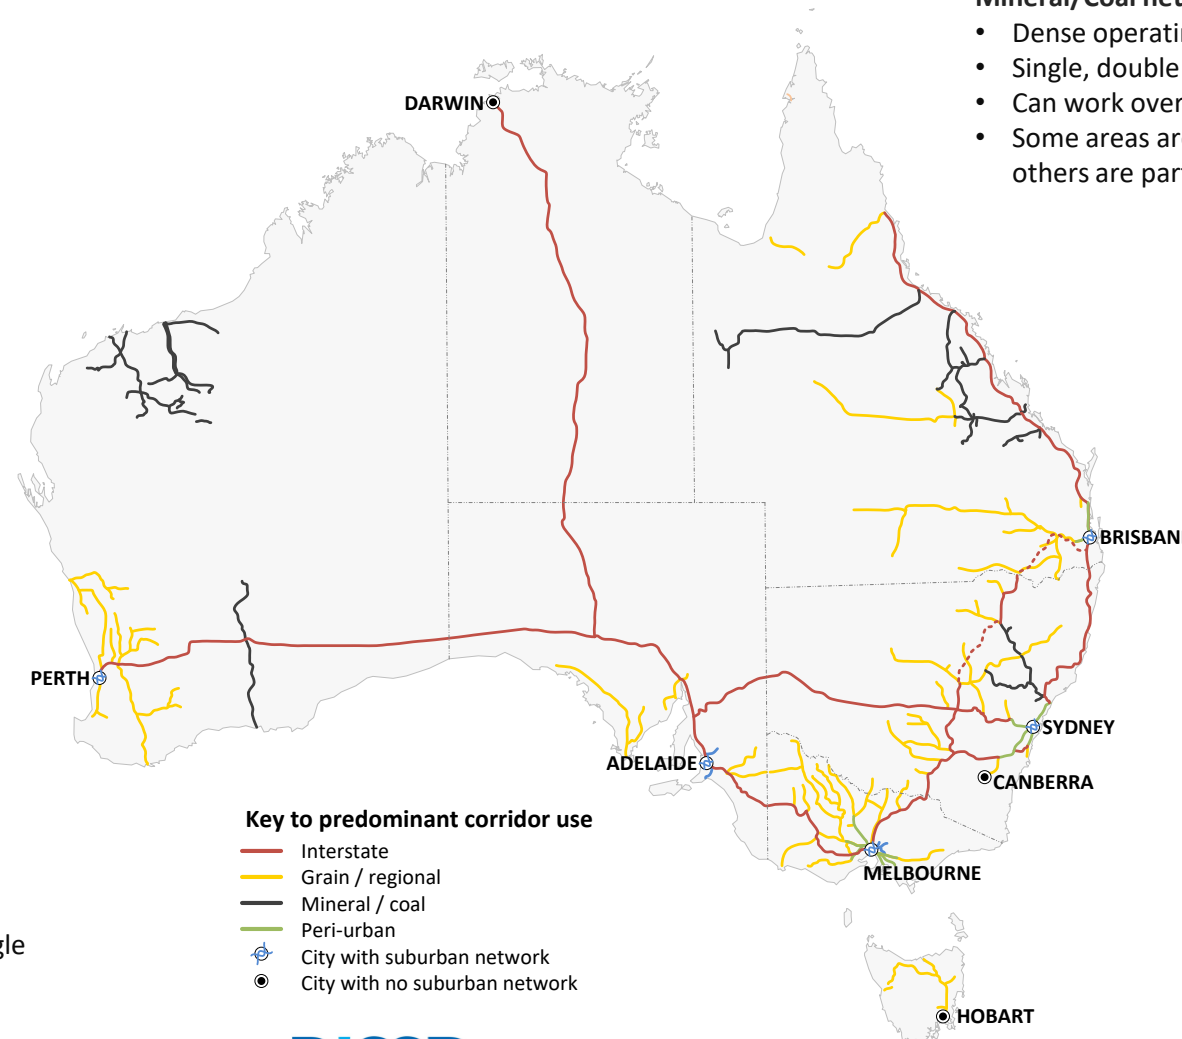 • Dense operati
• Single, double
• Can work over
• Some areas ar
others are par
DARWIN
BRISBAN
PERTH
SYDNEY
ADELAIDE
CANBERRA
MELBOURNE
HOBART
Key to predominant corridor use
Interstate
Grain / regional
Mineral / coal
Peri-urban
City with suburban network
City with no suburban network
gle